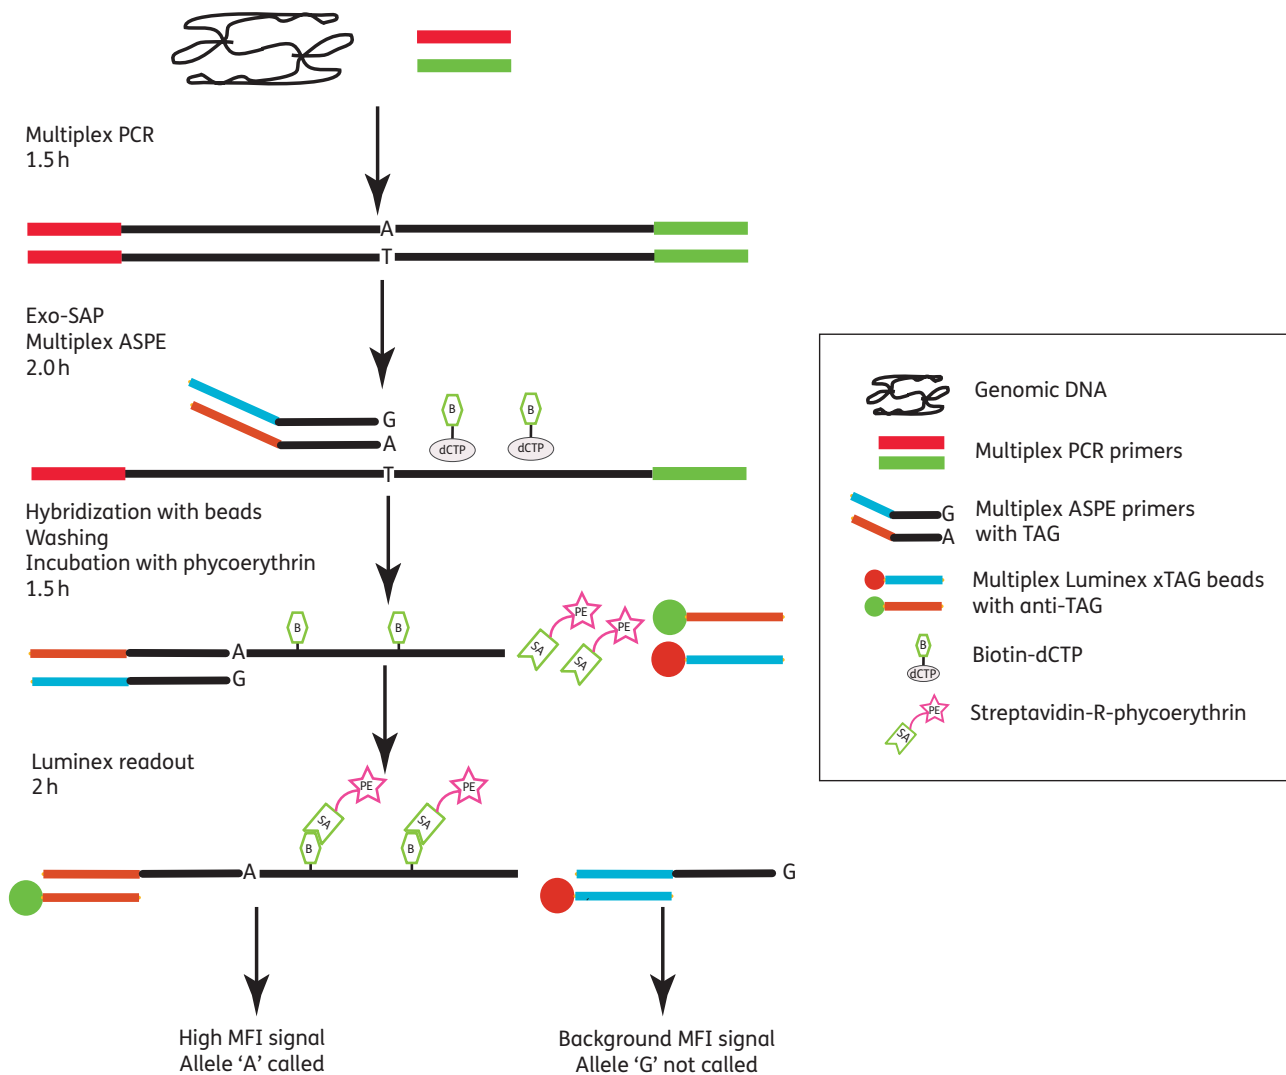 Multiplex PCR
1.5 h
A
T
Exo-SAP
Multiplex ASPE
2.0 h
G
A
B
B
dCTP
dCTP
T
Hybridization with beads
Washing
Incubation with phycoerythrin
1.5 h
B
B
A
G
PE
PE
SA
SA
Luminex readout
2 h
PE
PE
SA
SA
B
B
A
G
High MFI signal
Allele ‘A’ called
Background MFI signal
Allele ‘G’ not called
Genomic DNA
Multiplex PCR primers
G
A
Multiplex ASPE primers
with TAG
Multiplex Luminex xTAG beads
with anti-TAG
B
dCTP
Biotin-dCTP
PE
SA
Streptavidin-R-phycoerythrin